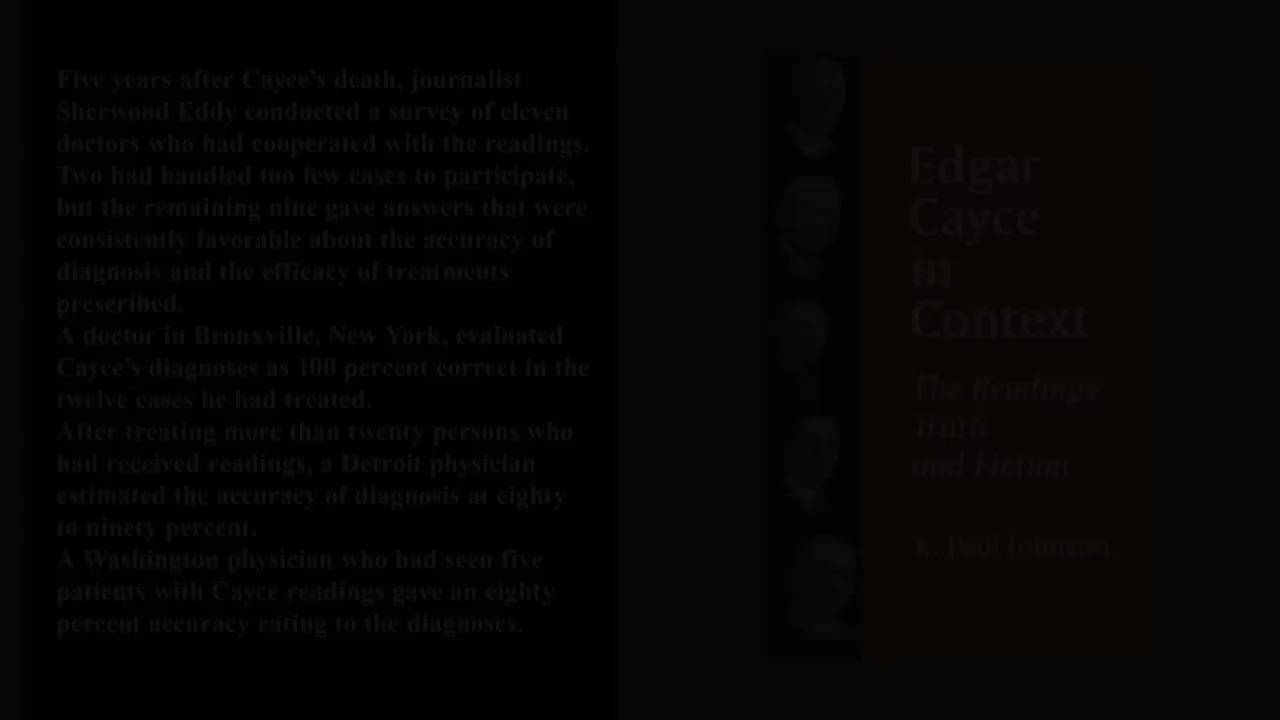 Five years after Cayce's death, journalist
Sherwood Eddy conducted a survey of eleven
doctors who had cooperated with the readings.
Two had handled too few cases to participate,
but the remaining nine gave answers that were
consistently favorable about the accuracy of
diagnosis and the efficacy of treatments
prescribed.
A doctor in Bronxville, New York, evaluated
Cayce's diagnoses as 100 percent correct in the
twelve cases he had treated.
After treating more than twenty persons who
had received readings, a Detroit physician
estimated the accuracy of diagnosis at eighty
to ninety percent.
A Washington physician who had seen five
patients with Cayce readings gave an eighty
percent accuracy rating to the diagnoses.
Edgar
Cayce
in
Context
The Readings:
Truth
and Fiction
K. Paul Johnson